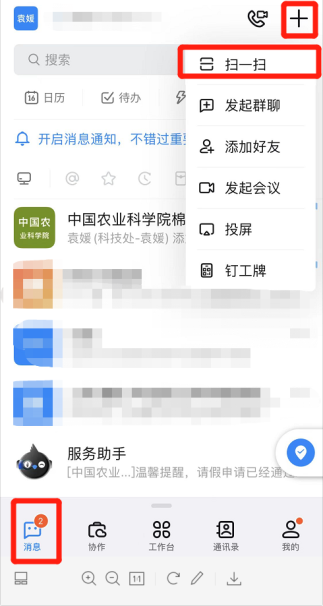 袁媛
搜索
扫一扫
日历
待办
发起群聊
开启消息通知，不错过重
添加好友
发起会议
中国农
业科学院
中国农业科学院棉
袁媛(科技处-袁媛) 添
投屏
钉工牌
服务助手
[中国农业...]温馨提醒，请假申请已经通过
2
消息
协作
工作台
通讯录
我的
1:1